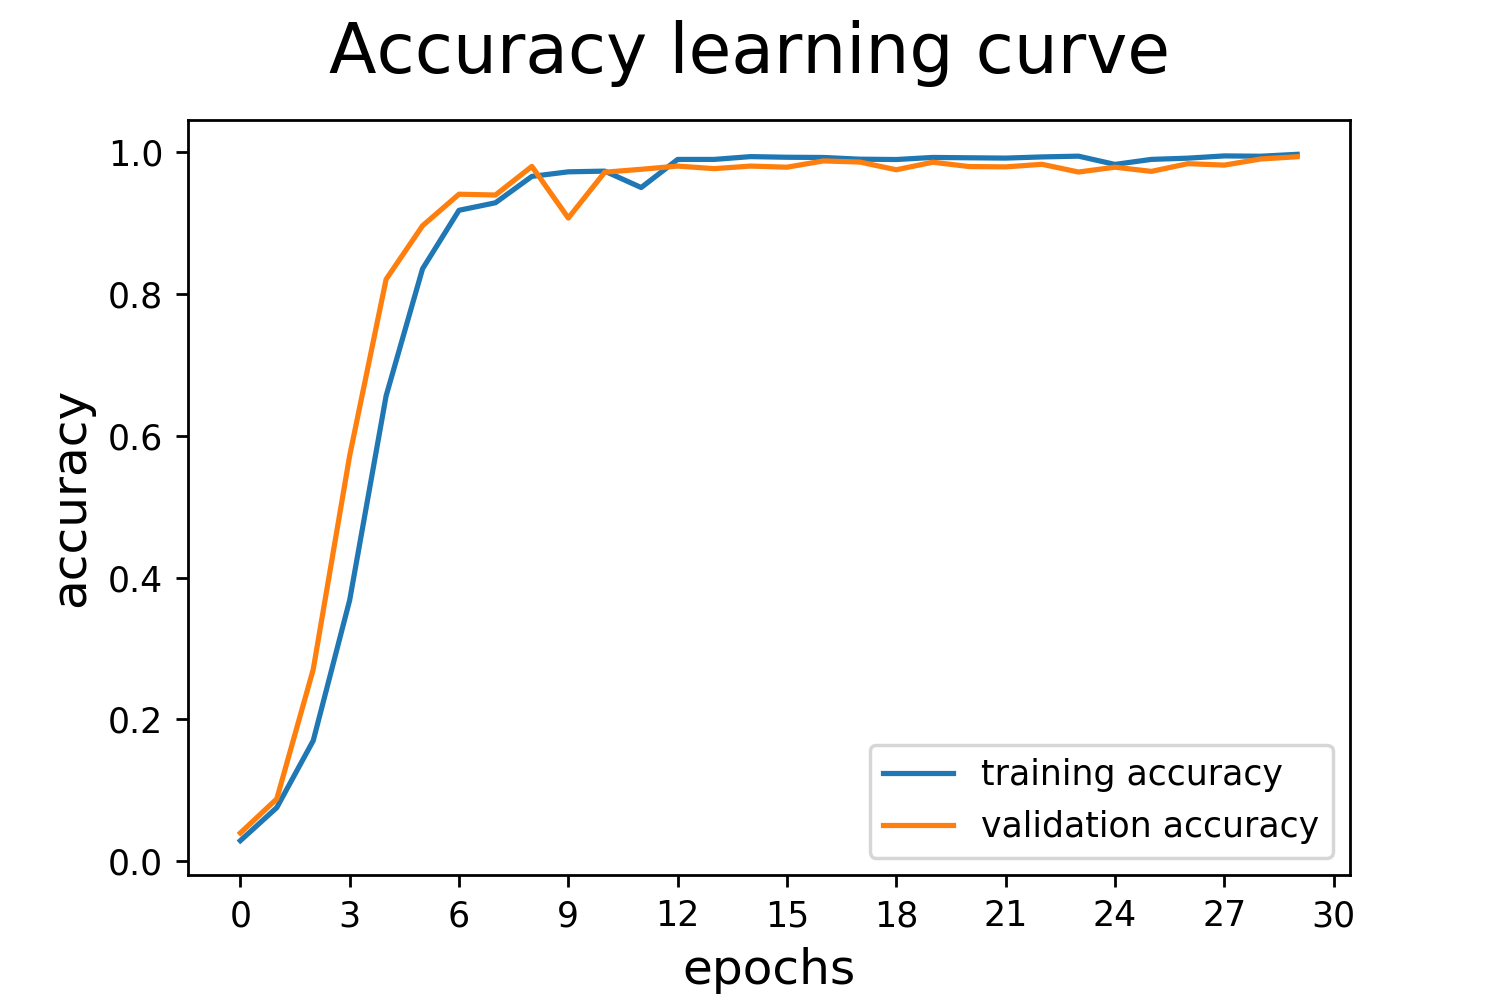 Accuracy learning curve
1.0
0.8
0.6
0.4
0.2
0.0
accuracy
training accuracy
validation accuracy
0 3 6 9 12 15 18 21 24 27 30
epochs